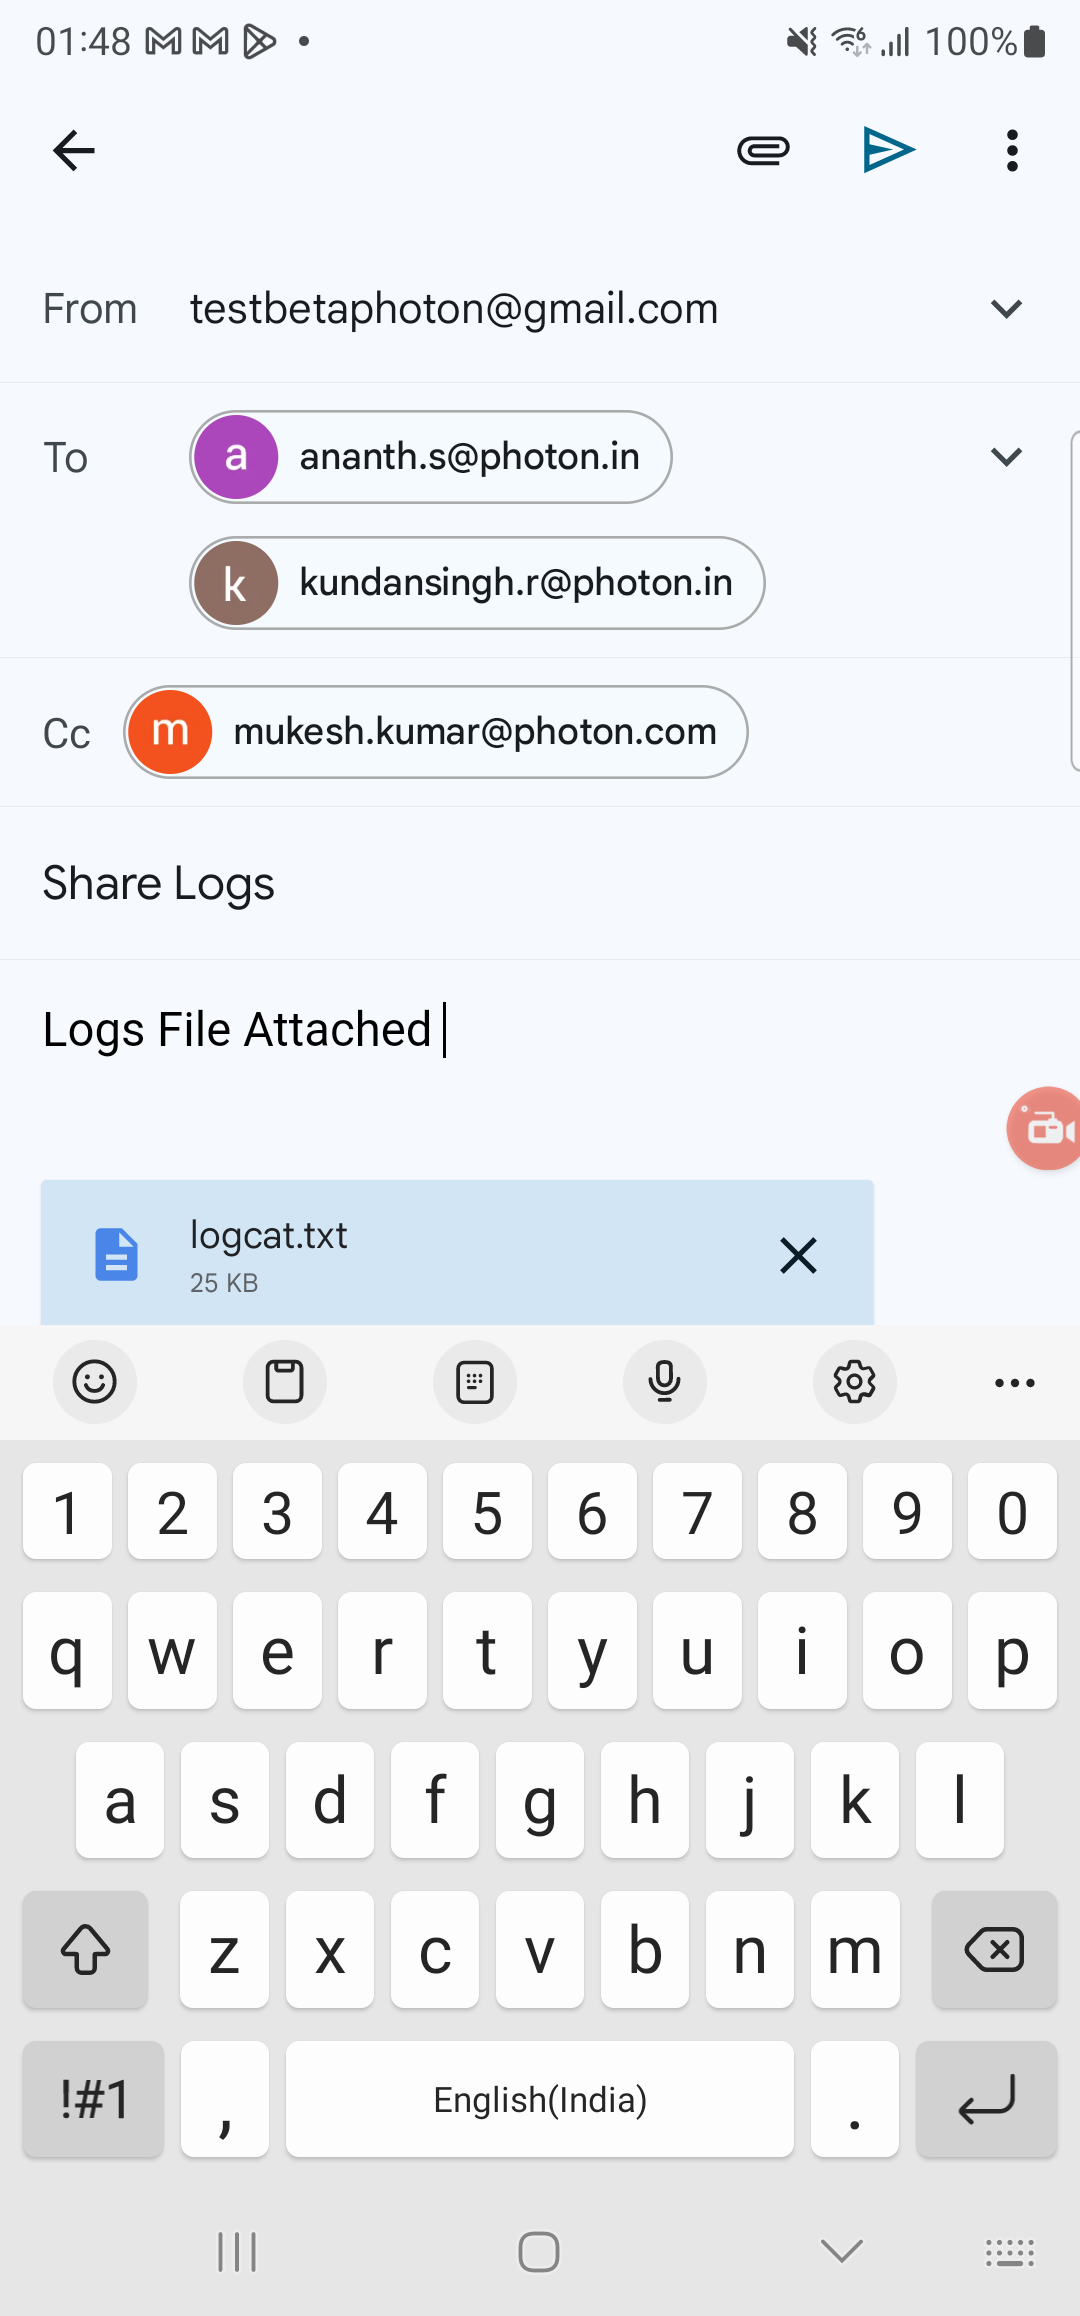 01:48 100%
From testbetaphoton@gmail.com
To a ananth.s@photon.in
k kundansingh.r@photon.in
Cc m mukesh.kumar@photon.com
Share Logs
Logs File Attached
logcat.txt
25 KB
1 2 3 4 5 6 7 8 9 0
q w e r t y u i o p
a s d f g h j k l
z x c v b n m
!#1 , English(India) .